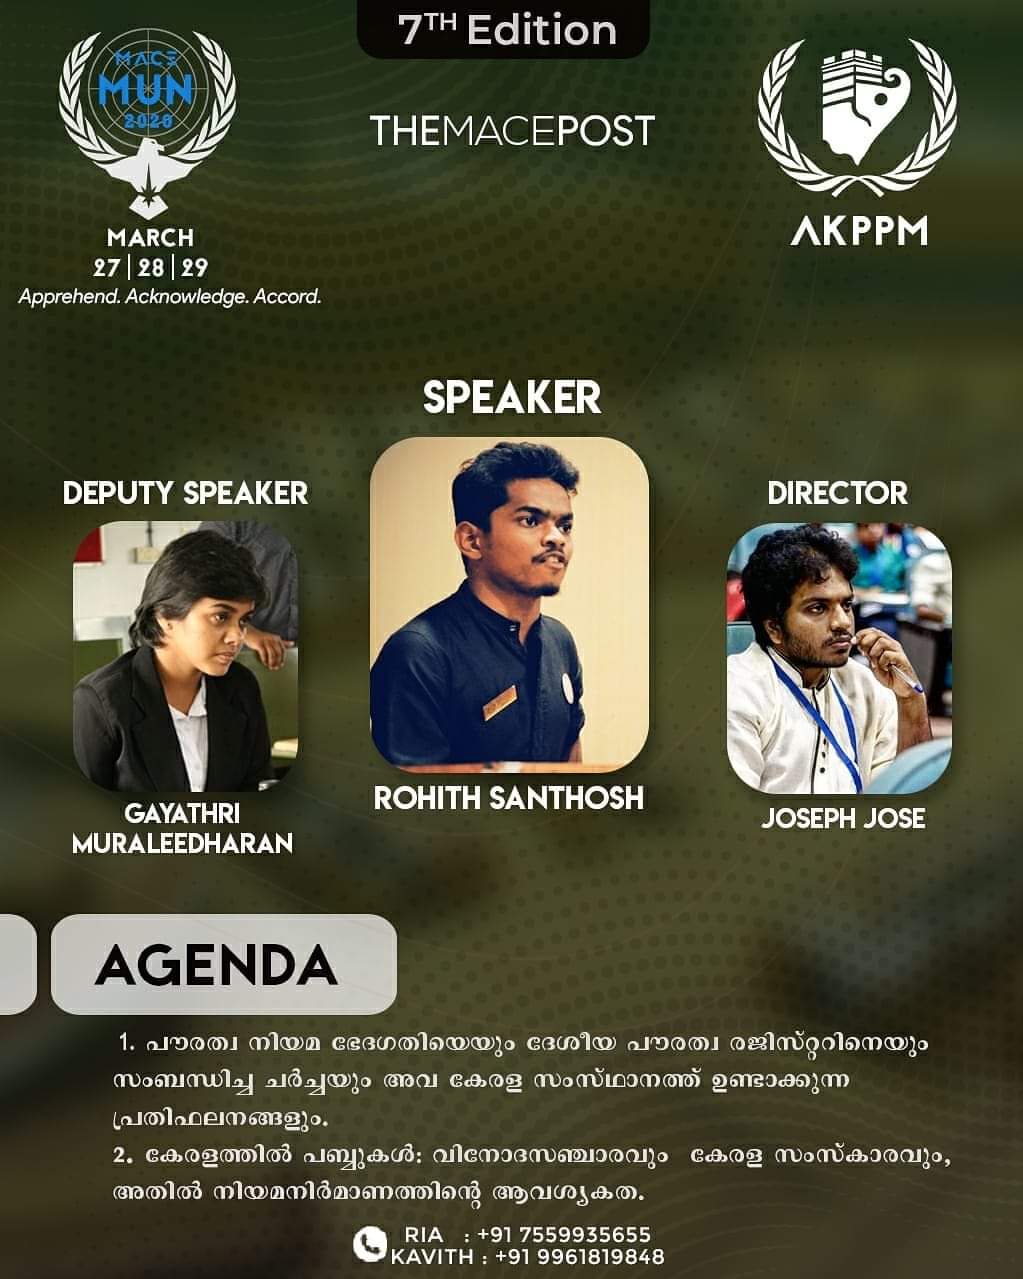 7TH Edition
MACE
MUN
2020
THEMACEPOST
AKPPM
MARCH
27|28|29
Apprehend. Acknowledge. Accord.
SPEAKER
DEPUTY SPEAKER
DIRECTOR
ROHITH SANTHOSH
GAYATHRI
MURALEEDHARAN
JOSEPH JOSE
AGENDA
1. പൗരത്വ നിയമ ഭേദഗതിയെയും ദേശീയ പൗരത്വ രജിസ്റ്ററിനെയും
സംബന്ധിച്ച ചർച്ചയും അവ കേരള സംസ്ഥാനത്ത് ഉണ്ടാക്കുന്ന
പ്രതിഫലനങ്ങളും.
2. കേരളത്തിൽ പബ്ബുകൾ: വിനോദസഞ്ചാരവും കേരള സംസ്കാരവും,
അതിൽ നിയമനിർമാണത്തിന്റെ ആവശ്യകത.
RIA : +91 7559935655
KAVITH : +91 9961819848